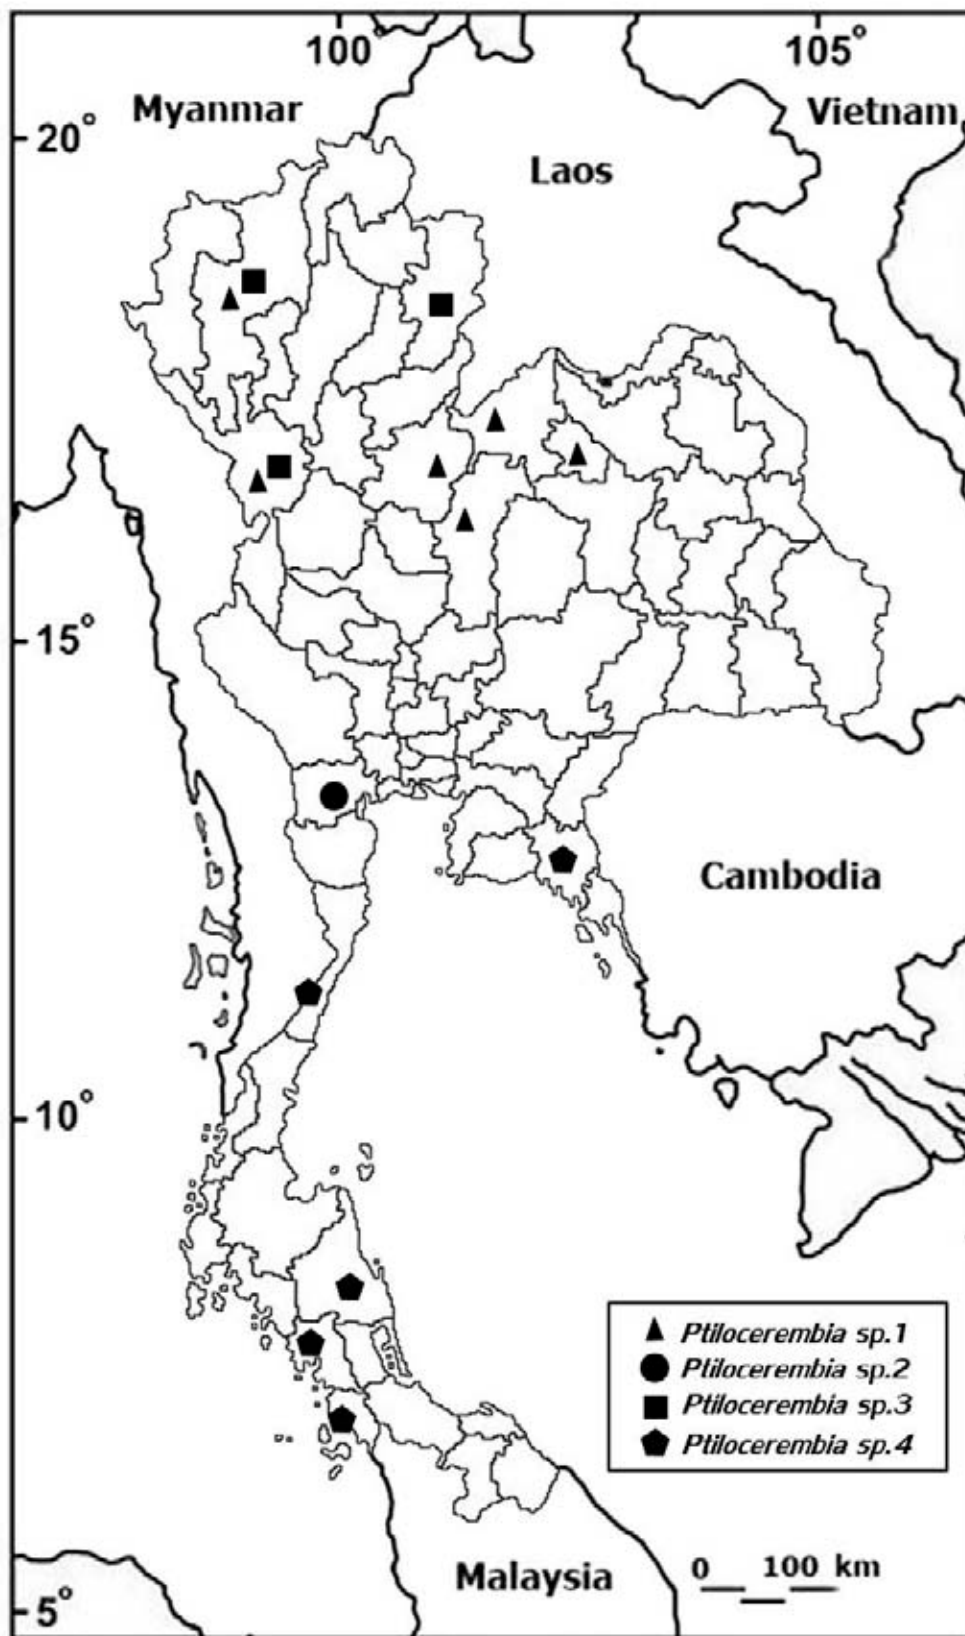 100° 105°
Myanmar Vietnam
20°
Laos
15°
Cambodia
10°
▲ Ptilocerembia sp.1
● Ptilocerembia sp.2
■ Ptilocerembia sp.3
⬟ Ptilocerembia sp.4
0 100 km
Malaysia
5°